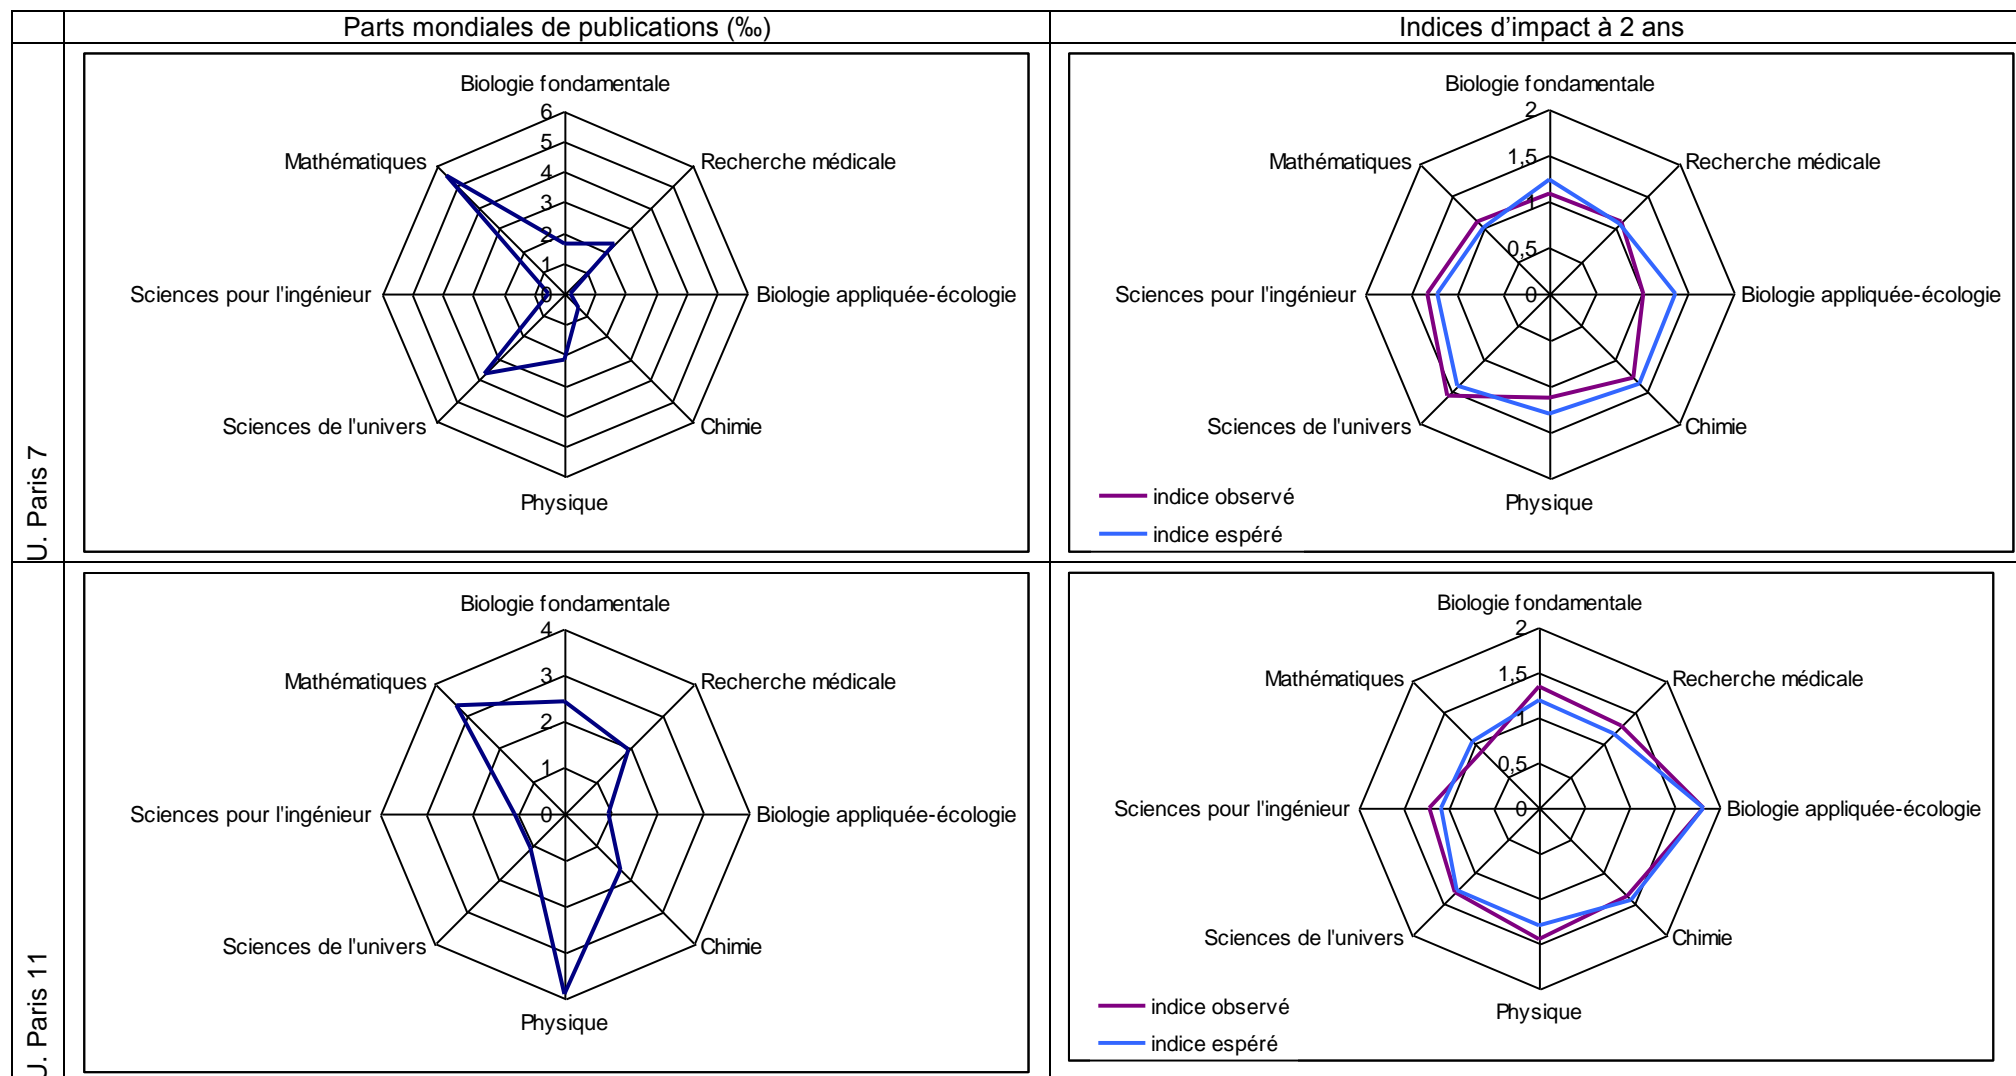 Parts mondiales de publications (‰)
Indices d'impact à 2 ans
U. Paris 7
Biologie fondamentale
6
5
4
3
2
1
0
Mathématiques
Recherche médicale
Sciences pour l'ingénieur
Biologie appliquée-écologie
Sciences de l'univers
Chimie
Physique
Biologie fondamentale
2
1,5
1
0,5
0
Mathématiques
Recherche médicale
Sciences pour l'ingénieur
Biologie appliquée-écologie
Sciences de l'univers
Chimie
Physique
indice observé
indice espéré
U. Paris 11
Biologie fondamentale
4
3
2
1
0
Mathématiques
Recherche médicale
Sciences pour l'ingénieur
Biologie appliquée-écologie
Sciences de l'univers
Chimie
Physique
Biologie fondamentale
2
1,5
1
0,5
0
Mathématiques
Recherche médicale
Sciences pour l'ingénieur
Biologie appliquée-écologie
Sciences de l'univers
Chimie
Physique
indice observé
indice espéré